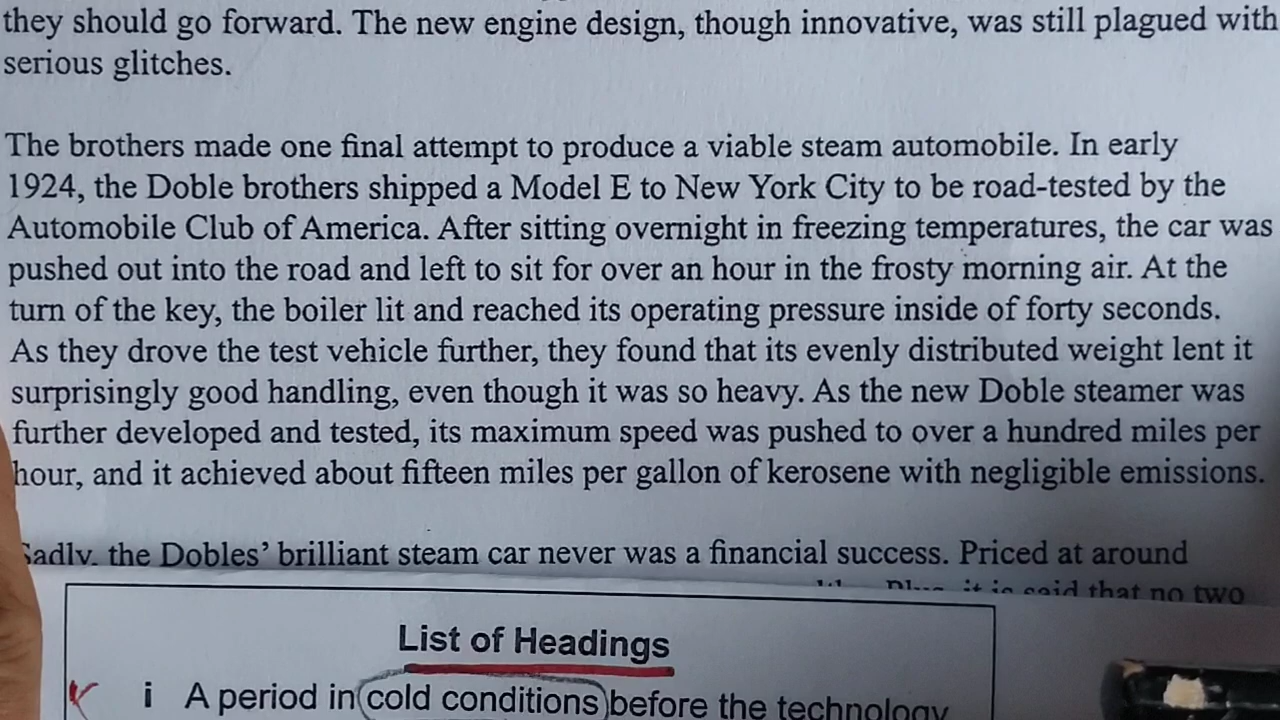 they should go forward. The new engine design, though innovative, was still plagued with
serious glitches.
The brothers made one final attempt to produce a viable steam automobile. In early
1924, the Doble brothers shipped a Model E to New York City to be road-tested by the
Automobile Club of America. After sitting overnight in freezing temperatures, the car was
pushed out into the road and left to sit for over an hour in the frosty morning air. At the
turn of the key, the boiler lit and reached its operating pressure inside of forty seconds.
As they drove the test vehicle further, they found that its evenly distributed weight lent it
surprisingly good handling, even though it was so heavy. As the new Doble steamer was
further developed and tested, its maximum speed was pushed to over a hundred miles per
hour, and it achieved about fifteen miles per gallon of kerosene with negligible emissions.
Sadly, the Dobles' brilliant steam car never was a financial success. Priced at around
it is said that no two
List of Headings
i A period in cold conditions before the technology